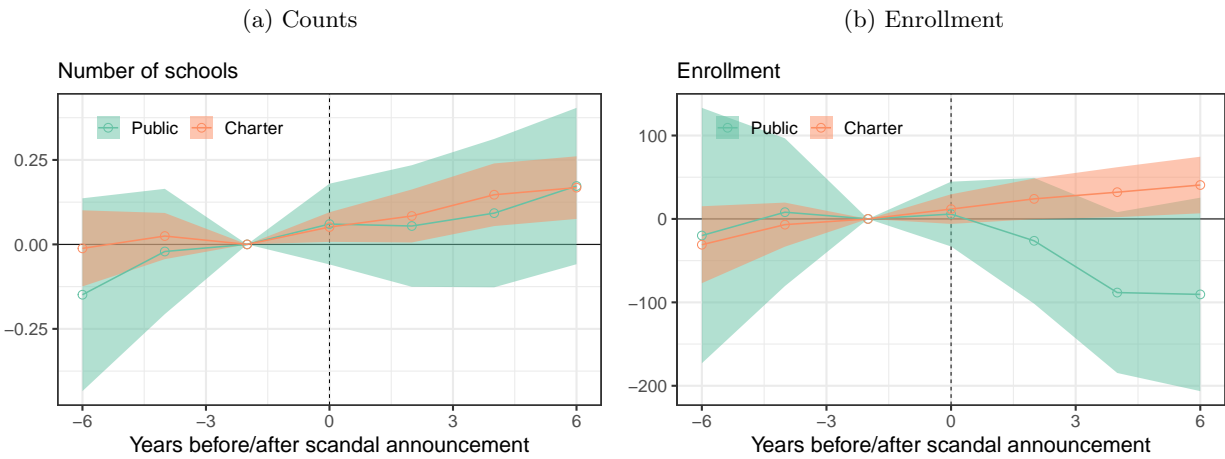 (a) Counts
Number of schools
Public Charter
0.25
0.00
−0.25
−6 −3 0 3 6
Years before/after scandal announcement
(b) Enrollment
Enrollment
Public Charter
100
0
−100
−200
−6 −3 0 3 6
Years before/after scandal announcement